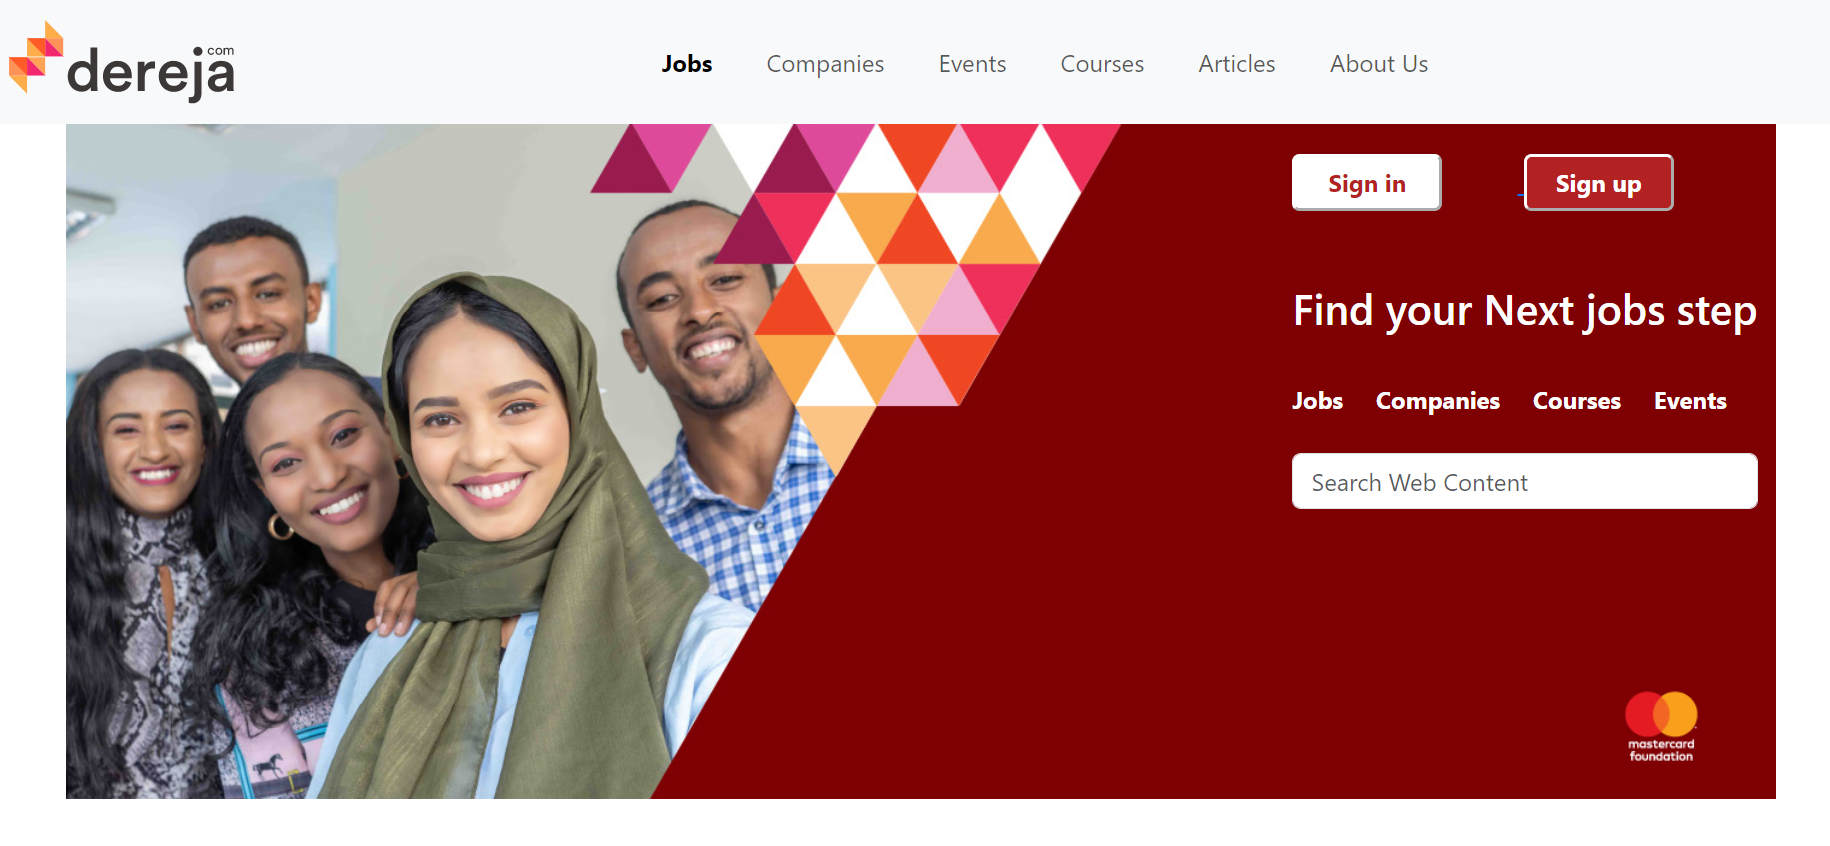 dereja.com
Jobs Companies Events Courses Articles About Us
Sign in Sign up
Find your Next jobs step
Jobs Companies Courses Events
Search Web Content
mastercard
foundation